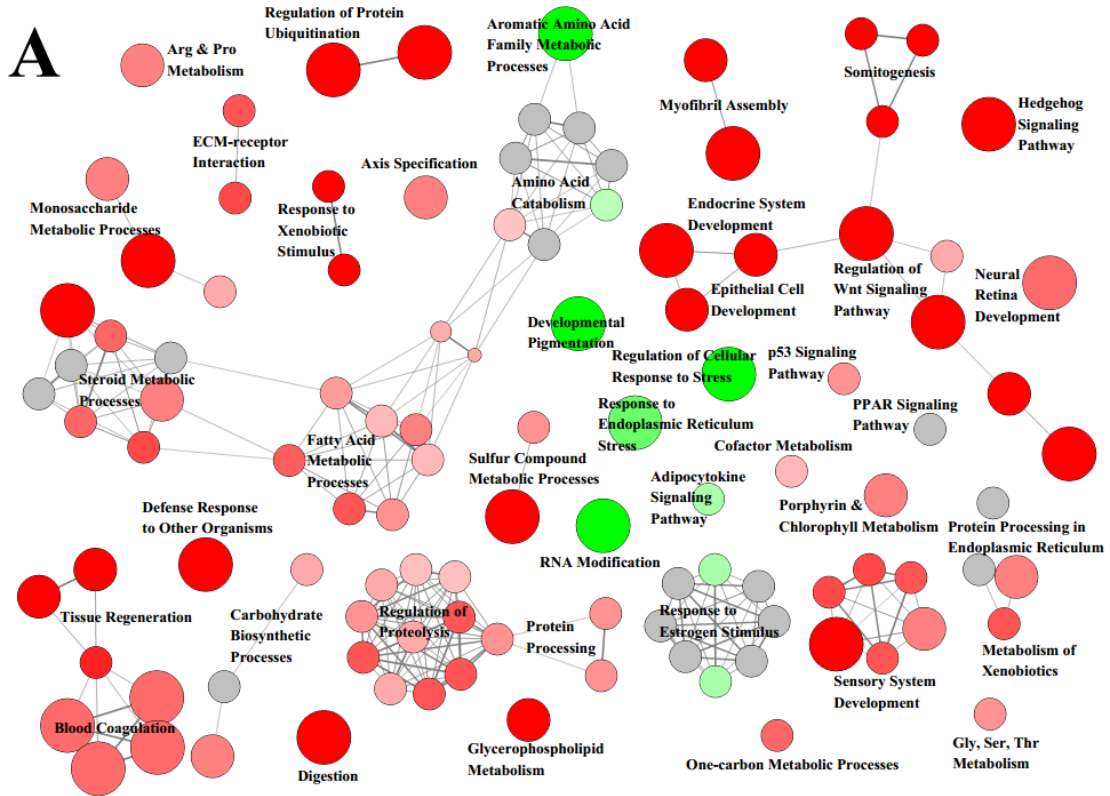 A
Arg & Pro
Metabolism
Regulation of Protein
Ubiquitination
Aromatic Amino Acid
Family Metabolic
Processes
Myofibril Assembly
Somitogenesis
Hedgehog
Signaling
Pathway
ECM-receptor
Interaction
Axis Specification
Amino Acid
Catabolism
Monosaccharide
Metabolic Processes
Response to
Xenobiotic
Stimulus
Endocrine System
Development
Epithelial Cell
Development
Regulation of
Wnt Signaling
Pathway
Neural
Retina
Development
Developmental
Pigmentation
Regulation of Cellular
Response to Stress
p53 Signaling
Pathway
Steroid Metabolic
Processes
Response to
Endoplasmic Reticulum
Stress
PPAR Signaling
Pathway
Fatty Acid
Metabolic
Processes
Sulfur Compound
Metabolic Processes
Cofactor Metabolism
Adipocytokine
Signaling
Pathway
Porphyrin &
Chlorophyll Metabolism
Defense Response
to Other Organisms
RNA Modification
Protein Processing in
Endoplasmic Reticulum
Tissue Regeneration
Carbohydrate
Biosynthetic
Processes
Regulation of
Proteolysis
Protein
Processing
Response to
Estrogen Stimulus
Sensory System
Development
Metabolism of
Xenobiotics
Blood Coagulation
Digestion
Glycerophospholipid
Metabolism
One-carbon Metabolic Processes
Gly, Ser, Thr
Metabolism